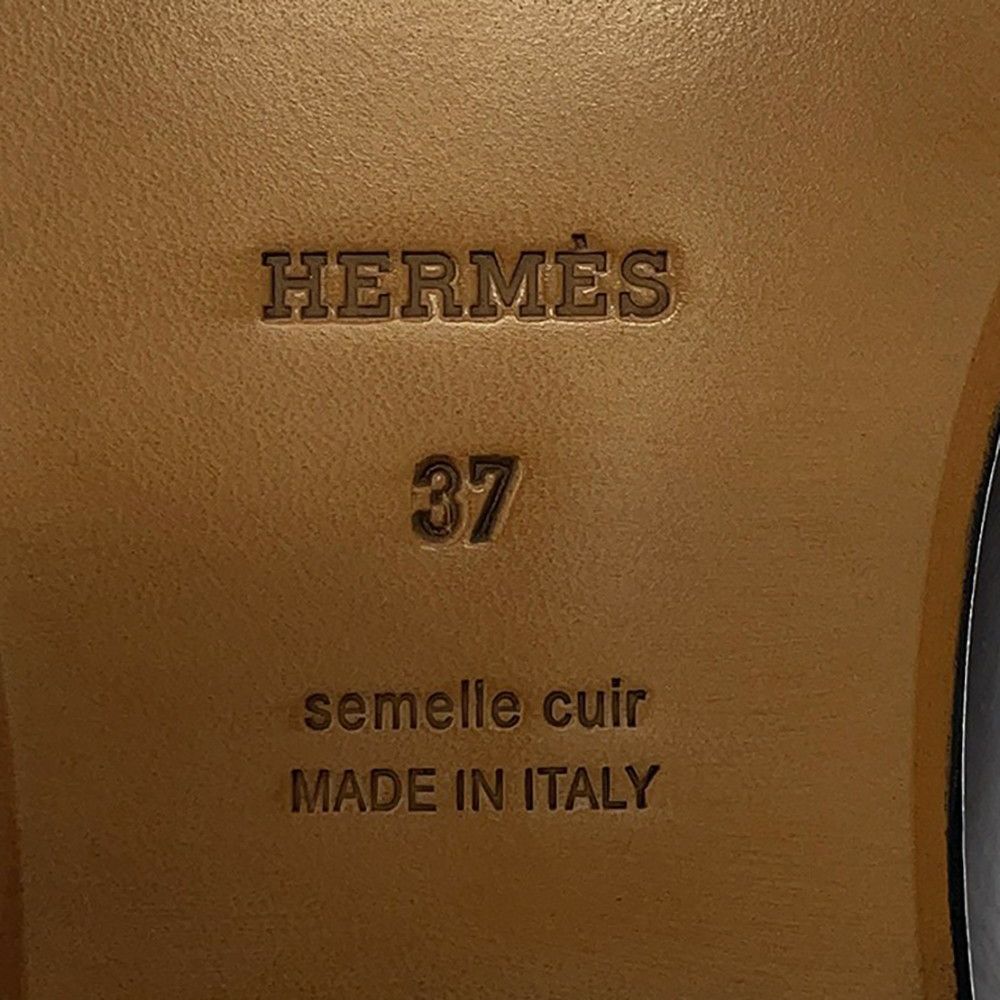 HERMÈS
37
semelle cuir
MADE IN ITALY